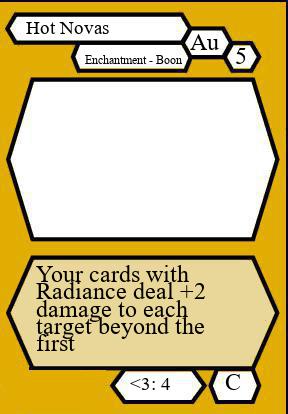 Hot Novas
Au
Enchantment - Boon
5
Your cards with
Radiance deal +2
damage to each
target beyond the
first
<3: 4
C